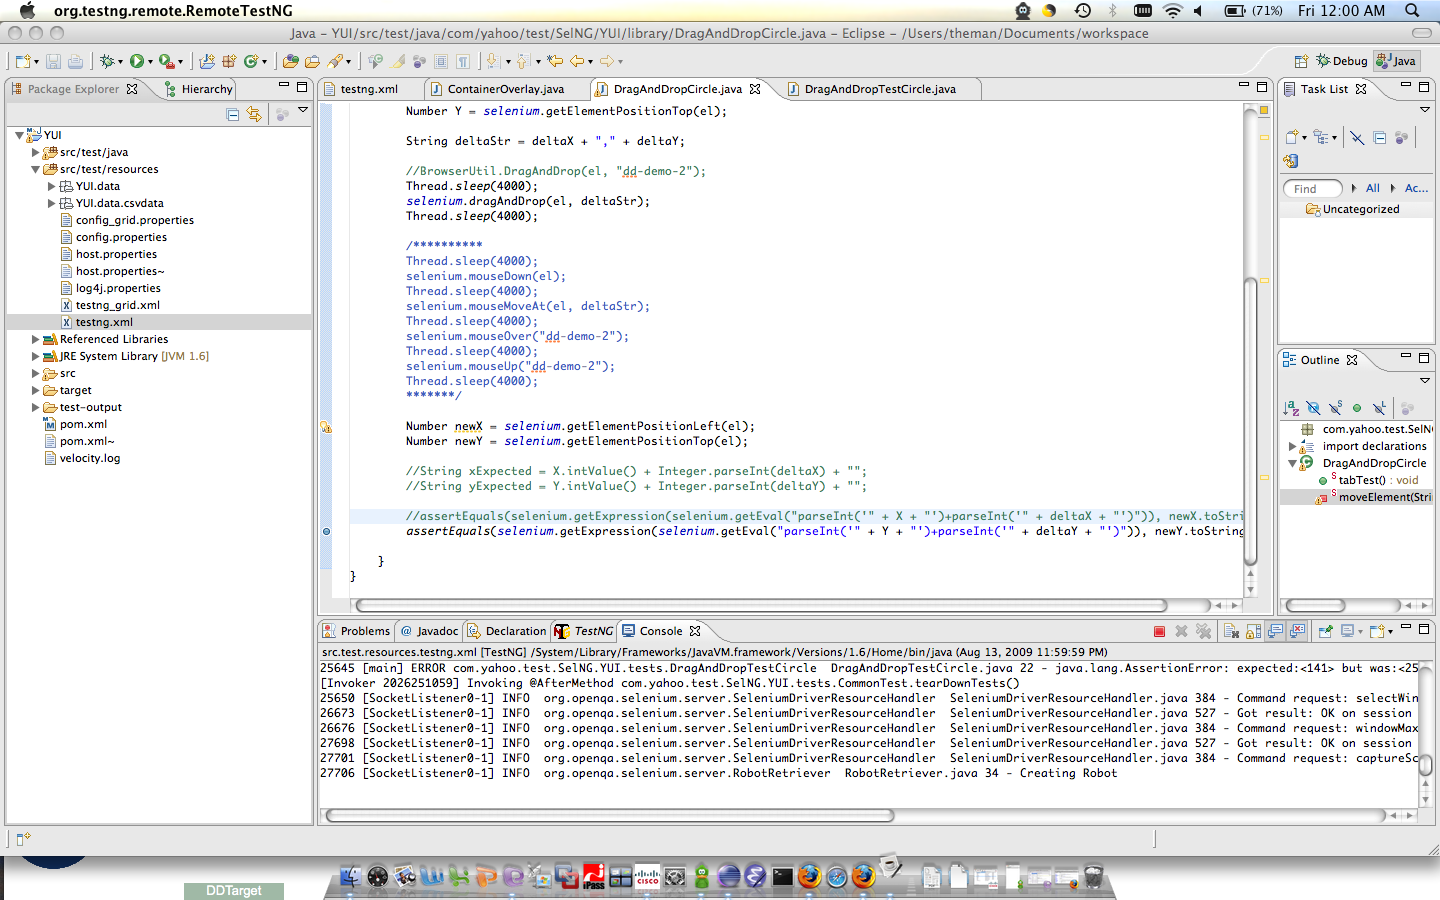 org.testng.remote.RemoteTestNG
(71%) Fri 12:00 AM
Java – YUI/src/test/java/com/yahoo/test/SelNG/YUI/library/DragAndDropCircle.java – Eclipse – /Users/theman/Documents/workspace
Debug Java
Package Explorer Hierarchy
testng.xml ContainerOverlay.java DragAndDropCircle.java DragAndDropTestCircle.java
Task List
YUI
src/test/java
src/test/resources
YUI.data
YUI.data.csvdata
config_grid.properties
config.properties
host.properties
host.properties~
log4j.properties
testng_grid.xml
testng.xml
Referenced Libraries
JRE System Library [JVM 1.6]
src
target
test-output
pom.xml
pom.xml~
velocity.log
Number Y = selenium.getElementPositionTop(el);
String deltaStr = deltaX + "," + deltaY;
//BrowserUtil.DragAndDrop(el, "dd-demo-2");
Thread.sleep(4000);
selenium.dragAndDrop(el, deltaStr);
Thread.sleep(4000);
/**********
Thread.sleep(4000);
selenium.mouseDown(el);
Thread.sleep(4000);
selenium.mouseMoveAt(el, deltaStr);
Thread.sleep(4000);
selenium.mouseOver("dd-demo-2");
Thread.sleep(4000);
selenium.mouseUp("dd-demo-2");
Thread.sleep(4000);
*******/
Number newX = selenium.getElementPositionLeft(el);
Number newY = selenium.getElementPositionTop(el);
//String xExpected = X.intValue() + Integer.parseInt(deltaX) + "";
//String yExpected = Y.intValue() + Integer.parseInt(deltaY) + "";
//assertEquals(selenium.getExpression(selenium.getEval("parseInt('" + X + "')+parseInt('" + deltaX + "')")), newX.toStri
assertEquals(selenium.getExpression(selenium.getEval("parseInt('" + Y + "')+parseInt('" + deltaY + "')")), newY.toString
}
}
Find All Ac...
Uncategorized
Outline
com.yahoo.test.SelN
import declarations
DragAndDropCircle
tabTest() : void
moveElement(Stri
Problems Javadoc Declaration TestNG Console
src.test.resources.testng.xml [TestNG] /System/Library/Frameworks/JavaVM.framework/Versions/1.6/Home/bin/java (Aug 13, 2009 11:59:59 PM)
25645 [main] ERROR com.yahoo.test.SelNG.YUI.tests.DragAndDropTestCircle DragAndDropTestCircle.java 22 - java.lang.AssertionError: expected:<141> but was:<25
[Invoker 2026251059] Invoking @AfterMethod com.yahoo.test.SelNG.YUI.tests.CommonTest.tearDownTests()
25650 [SocketListener0-1] INFO org.openqa.selenium.server.SeleniumDriverResourceHandler SeleniumDriverResourceHandler.java 384 - Command request: selectWin
26673 [SocketListener0-1] INFO org.openqa.selenium.server.SeleniumDriverResourceHandler SeleniumDriverResourceHandler.java 527 - Got result: OK on session
26676 [SocketListener0-1] INFO org.openqa.selenium.server.SeleniumDriverResourceHandler SeleniumDriverResourceHandler.java 384 - Command request: windowMax
27698 [SocketListener0-1] INFO org.openqa.selenium.server.SeleniumDriverResourceHandler SeleniumDriverResourceHandler.java 527 - Got result: OK on session
27701 [SocketListener0-1] INFO org.openqa.selenium.server.SeleniumDriverResourceHandler SeleniumDriverResourceHandler.java 384 - Command request: captureSc
27706 [SocketListener0-1] INFO org.openqa.selenium.server.RobotRetriever RobotRetriever.java 34 - Creating Robot
DDTarget
iPass
CISCO